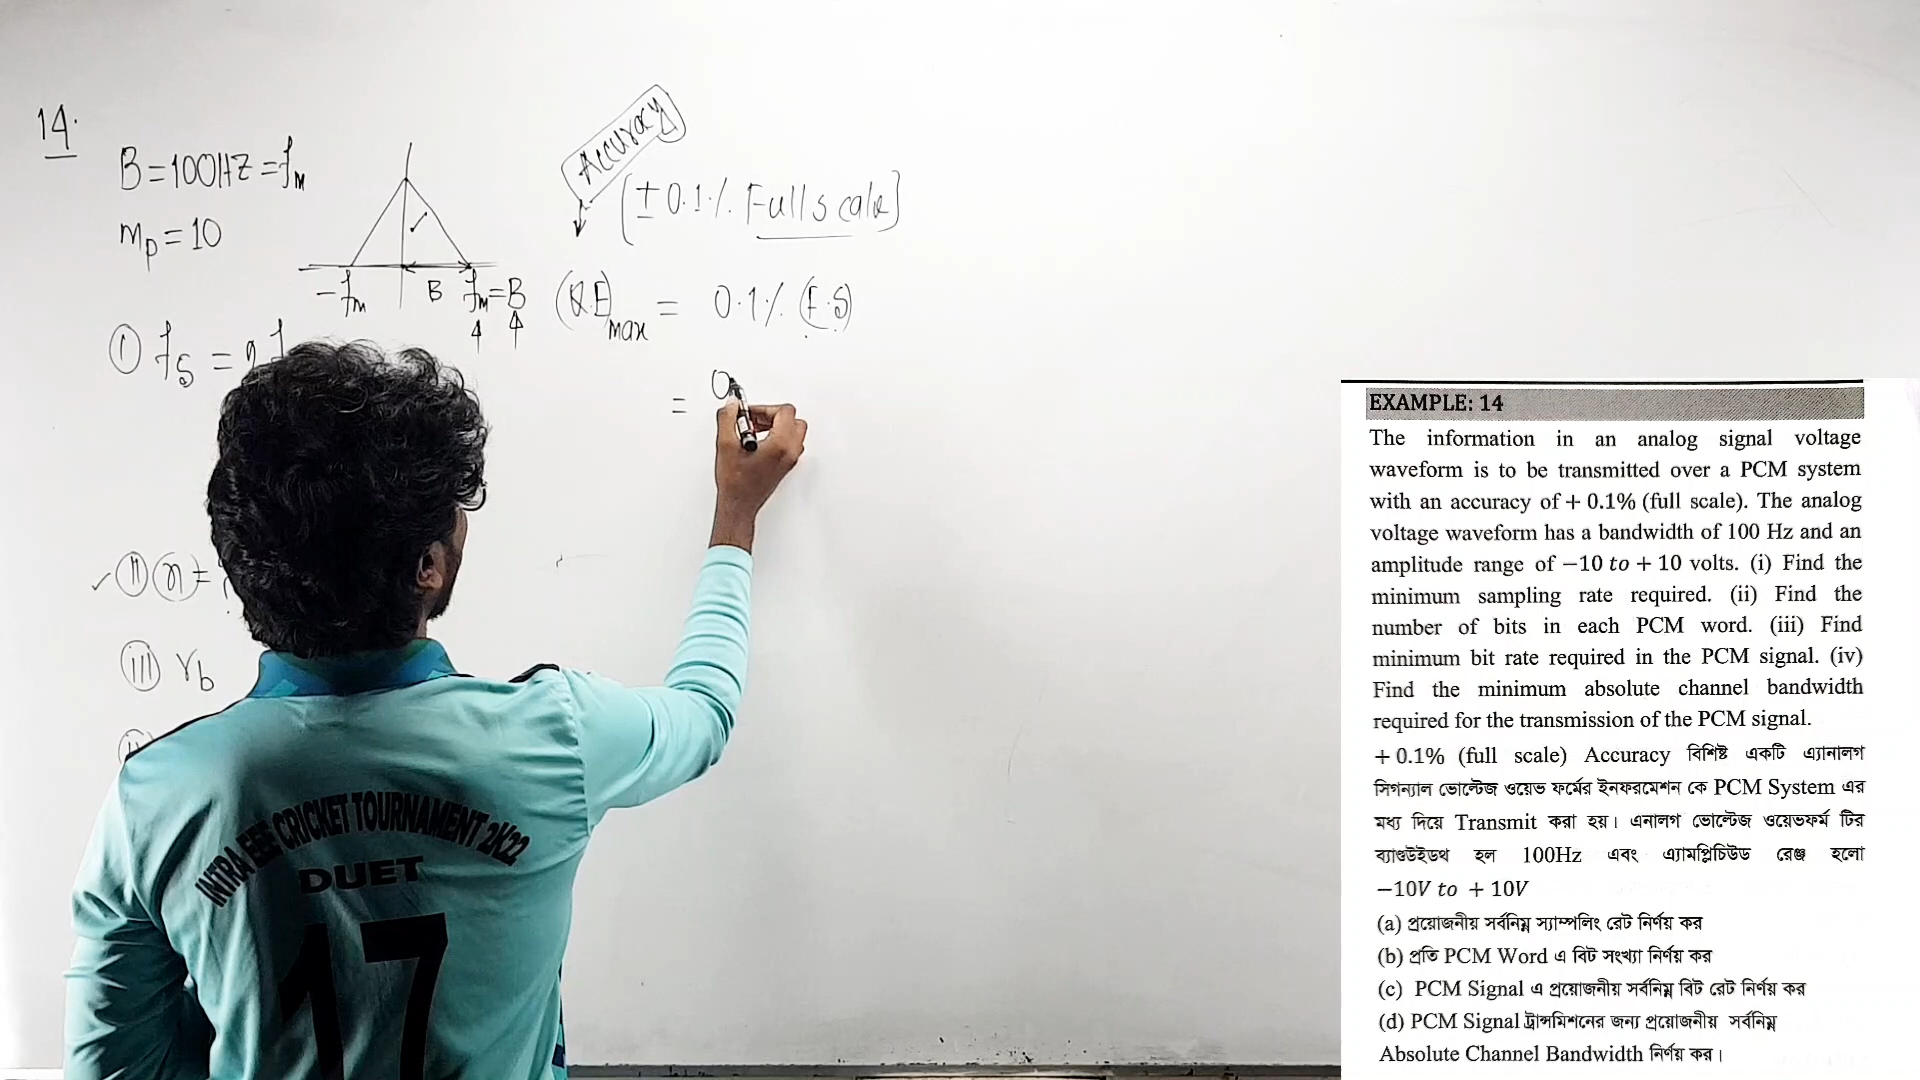 14.
B = 100HZ = fm
mp = 10
-fm B fm = B
① fs =
② n =
③ rb
Accuracy
[±0.1% Full scale]
(Q.E)max = 0.1% (F.S)
= 0
INTRA EEE CRICKET TOURNAMENT 2K22
DUET
17
EXAMPLE: 14
The information in an analog signal voltage
waveform is to be transmitted over a PCM system
with an accuracy of + 0.1% (full scale). The analog
voltage waveform has a bandwidth of 100 Hz and an
amplitude range of −10 to + 10 volts. (i) Find the
minimum sampling rate required. (ii) Find the
number of bits in each PCM word. (iii) Find
minimum bit rate required in the PCM signal. (iv)
Find the minimum absolute channel bandwidth
required for the transmission of the PCM signal.
+ 0.1% (full scale) Accuracy বিশিষ্ট একটি এ্যানালগ
সিগন্যাল ভোল্টেজ ওয়েভ ফর্মের ইনফরমেশন কে PCM System এর
মধ্য দিয়ে Transmit করা হয়। এনালগ ভোল্টেজ ওয়েভফর্ম টির
ব্যাণ্ডউইডথ হল 100Hz এবং এ্যামপ্লিচিউড রেঞ্জ হলো
−10V to + 10V
(a) প্রয়োজনীয় সর্বনিম্ন স্যাম্পলিং রেট নির্ণয় কর
(b) প্রতি PCM Word এ বিট সংখ্যা নির্ণয় কর
(c) PCM Signal এ প্রয়োজনীয় সর্বনিম্ন বিট রেট নির্ণয় কর
(d) PCM Signal ট্রান্সমিশনের জন্য প্রয়োজনীয় সর্বনিম্ন
Absolute Channel Bandwidth নির্ণয় কর।